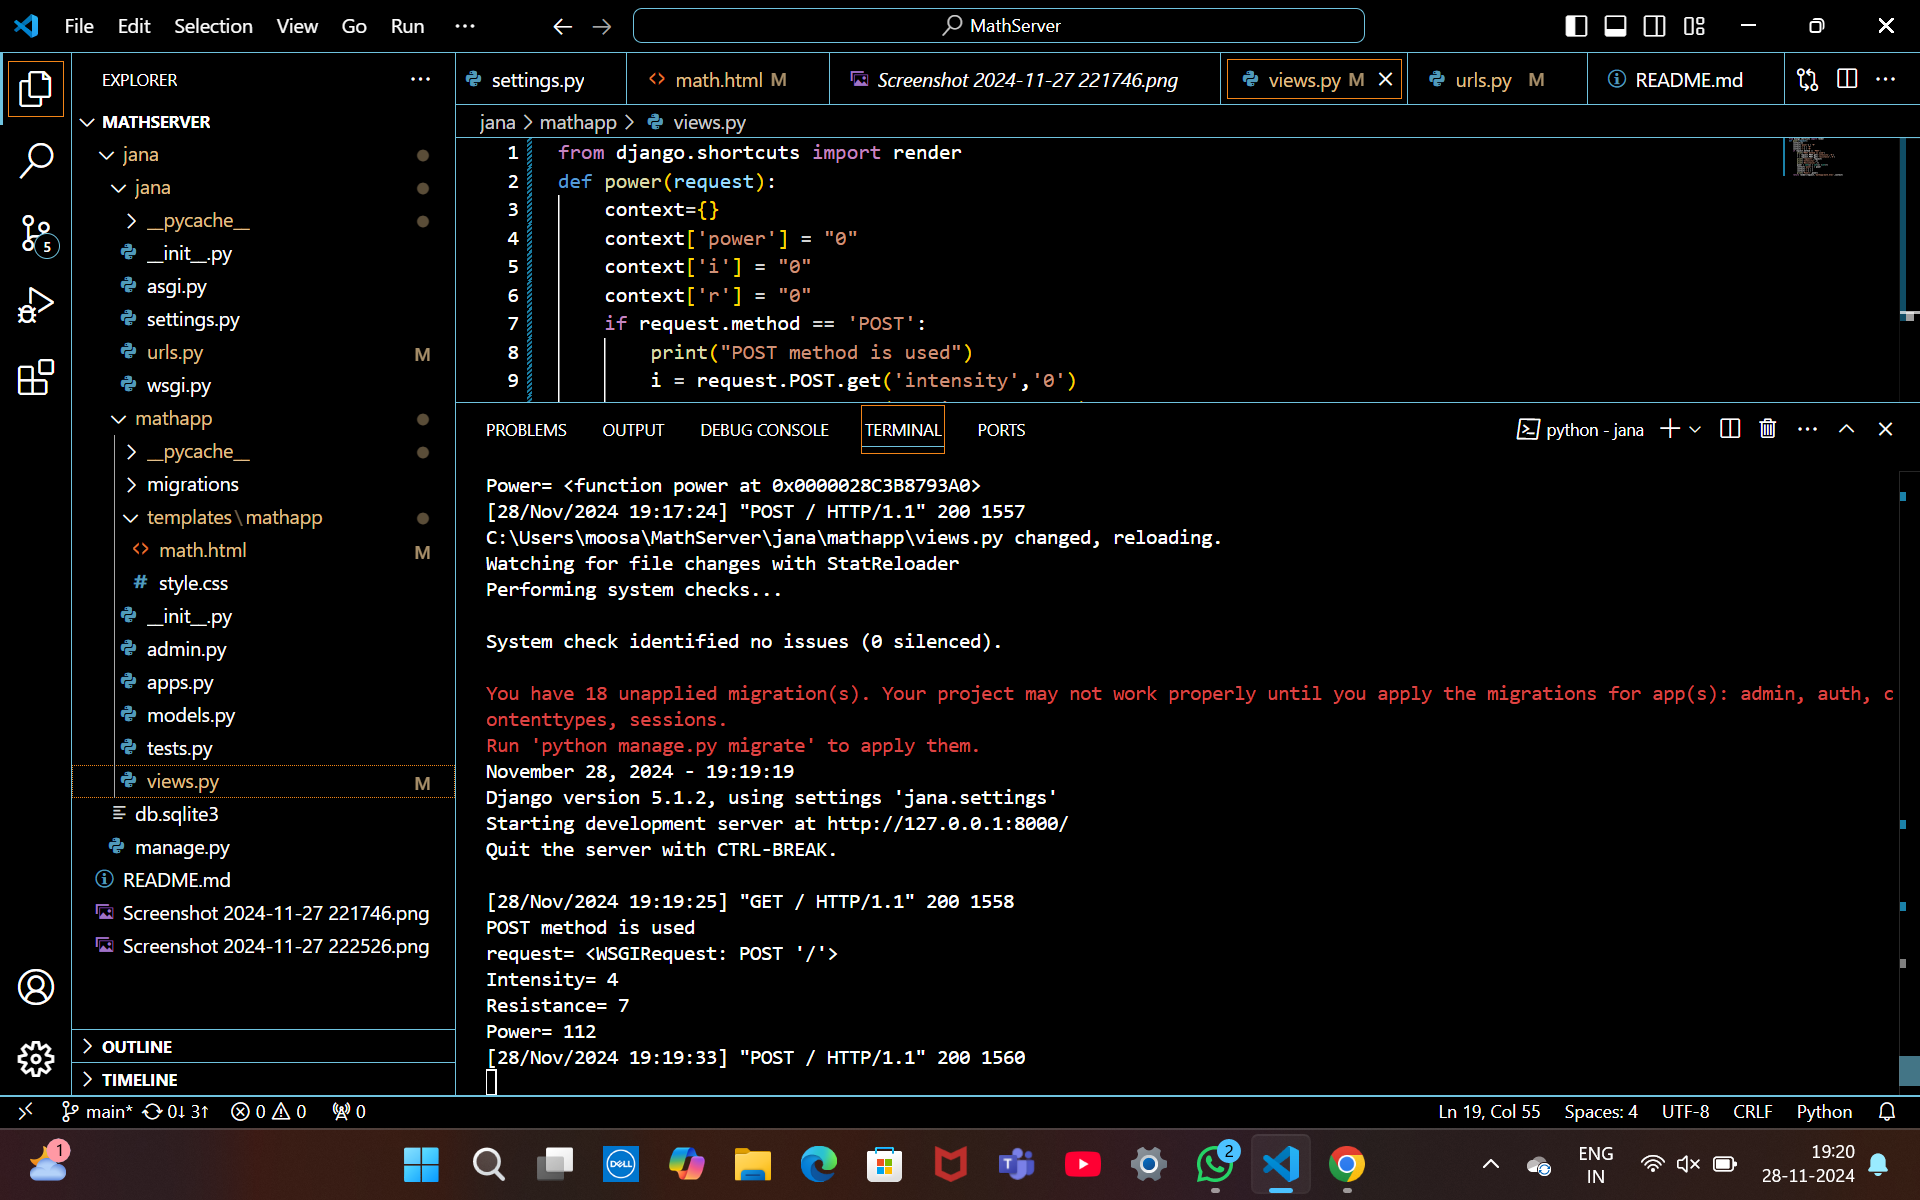 File Edit Selection View Go Run ··· MathServer
EXPLORER
settings.py
math.html M
Screenshot 2024-11-27 221746.png
views.py M
urls.py M
README.md
MATHSERVER
jana
jana
__pycache__
__init__.py
asgi.py
settings.py
urls.py M
wsgi.py
mathapp
__pycache__
migrations
templates\mathapp
math.html M
style.css
__init__.py
admin.py
apps.py
models.py
tests.py
views.py M
db.sqlite3
manage.py
README.md
Screenshot 2024-11-27 221746.png
Screenshot 2024-11-27 222526.png
OUTLINE
TIMELINE
5
jana > mathapp > views.py
1 from django.shortcuts import render
2 def power(request):
3 context={}
4 context['power'] = "0"
5 context['i'] = "0"
6 context['r'] = "0"
7 if request.method == 'POST':
8 print("POST method is used")
9 i = request.POST.get('intensity','0')
PROBLEMS OUTPUT DEBUG CONSOLE TERMINAL PORTS
python - jana
Power= <function power at 0x0000028C3B8793A0>
[28/Nov/2024 19:17:24] "POST / HTTP/1.1" 200 1557
C:\Users\moosa\MathServer\jana\mathapp\views.py changed, reloading.
Watching for file changes with StatReloader
Performing system checks...
System check identified no issues (0 silenced).
You have 18 unapplied migration(s). Your project may not work properly until you apply the migrations for app(s): admin, auth, c
ontenttypes, sessions.
Run 'python manage.py migrate' to apply them.
November 28, 2024 - 19:19:19
Django version 5.1.2, using settings 'jana.settings'
Starting development server at http://127.0.0.1:8000/
Quit the server with CTRL-BREAK.
[28/Nov/2024 19:19:25] "GET / HTTP/1.1" 200 1558
POST method is used
request= <WSGIRequest: POST '/'>
Intensity= 4
Resistance= 7
Power= 112
[28/Nov/2024 19:19:33] "POST / HTTP/1.1" 200 1560
main* 0↓ 3↑ 0 0 0
Ln 19, Col 55 Spaces: 4 UTF-8 CRLF Python
1
DELL
2
ENG
IN
19:20
28-11-2024